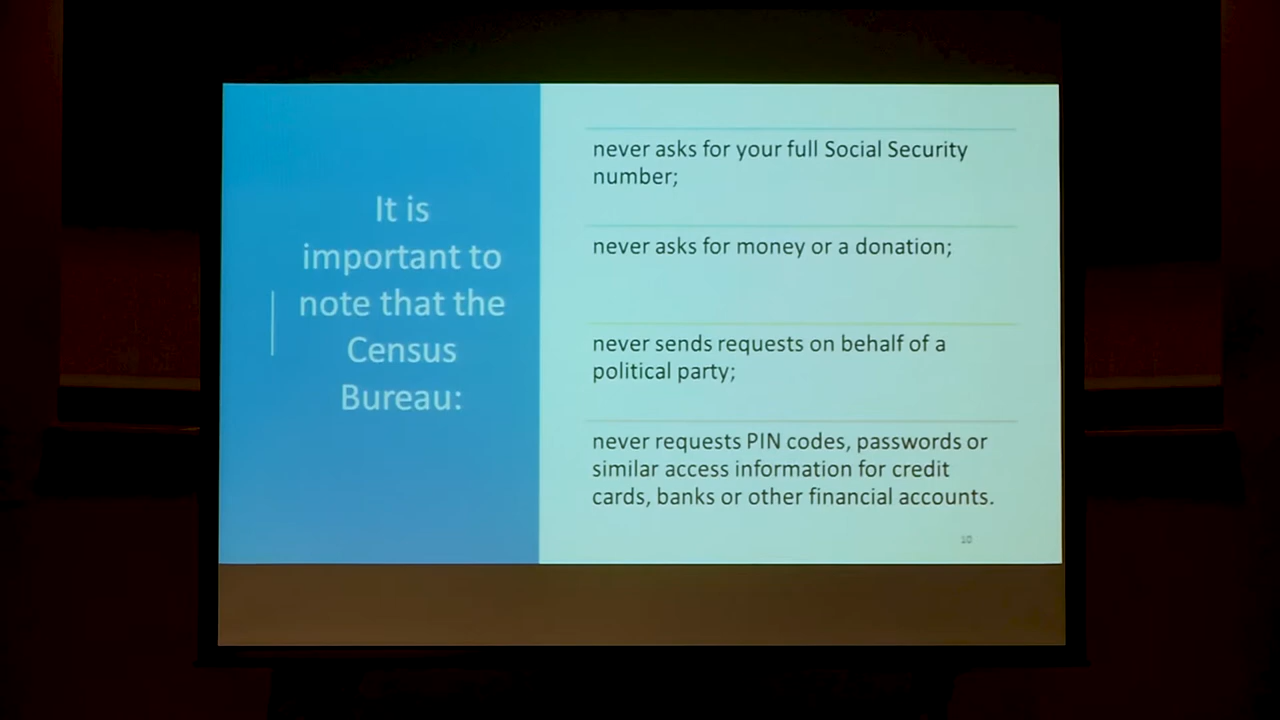 It is
important to
note that the
Census
Bureau:
never asks for your full Social Security
number;
never asks for money or a donation;
never sends requests on behalf of a
political party;
never requests PIN codes, passwords or
similar access information for credit
cards, banks or other financial accounts.
10